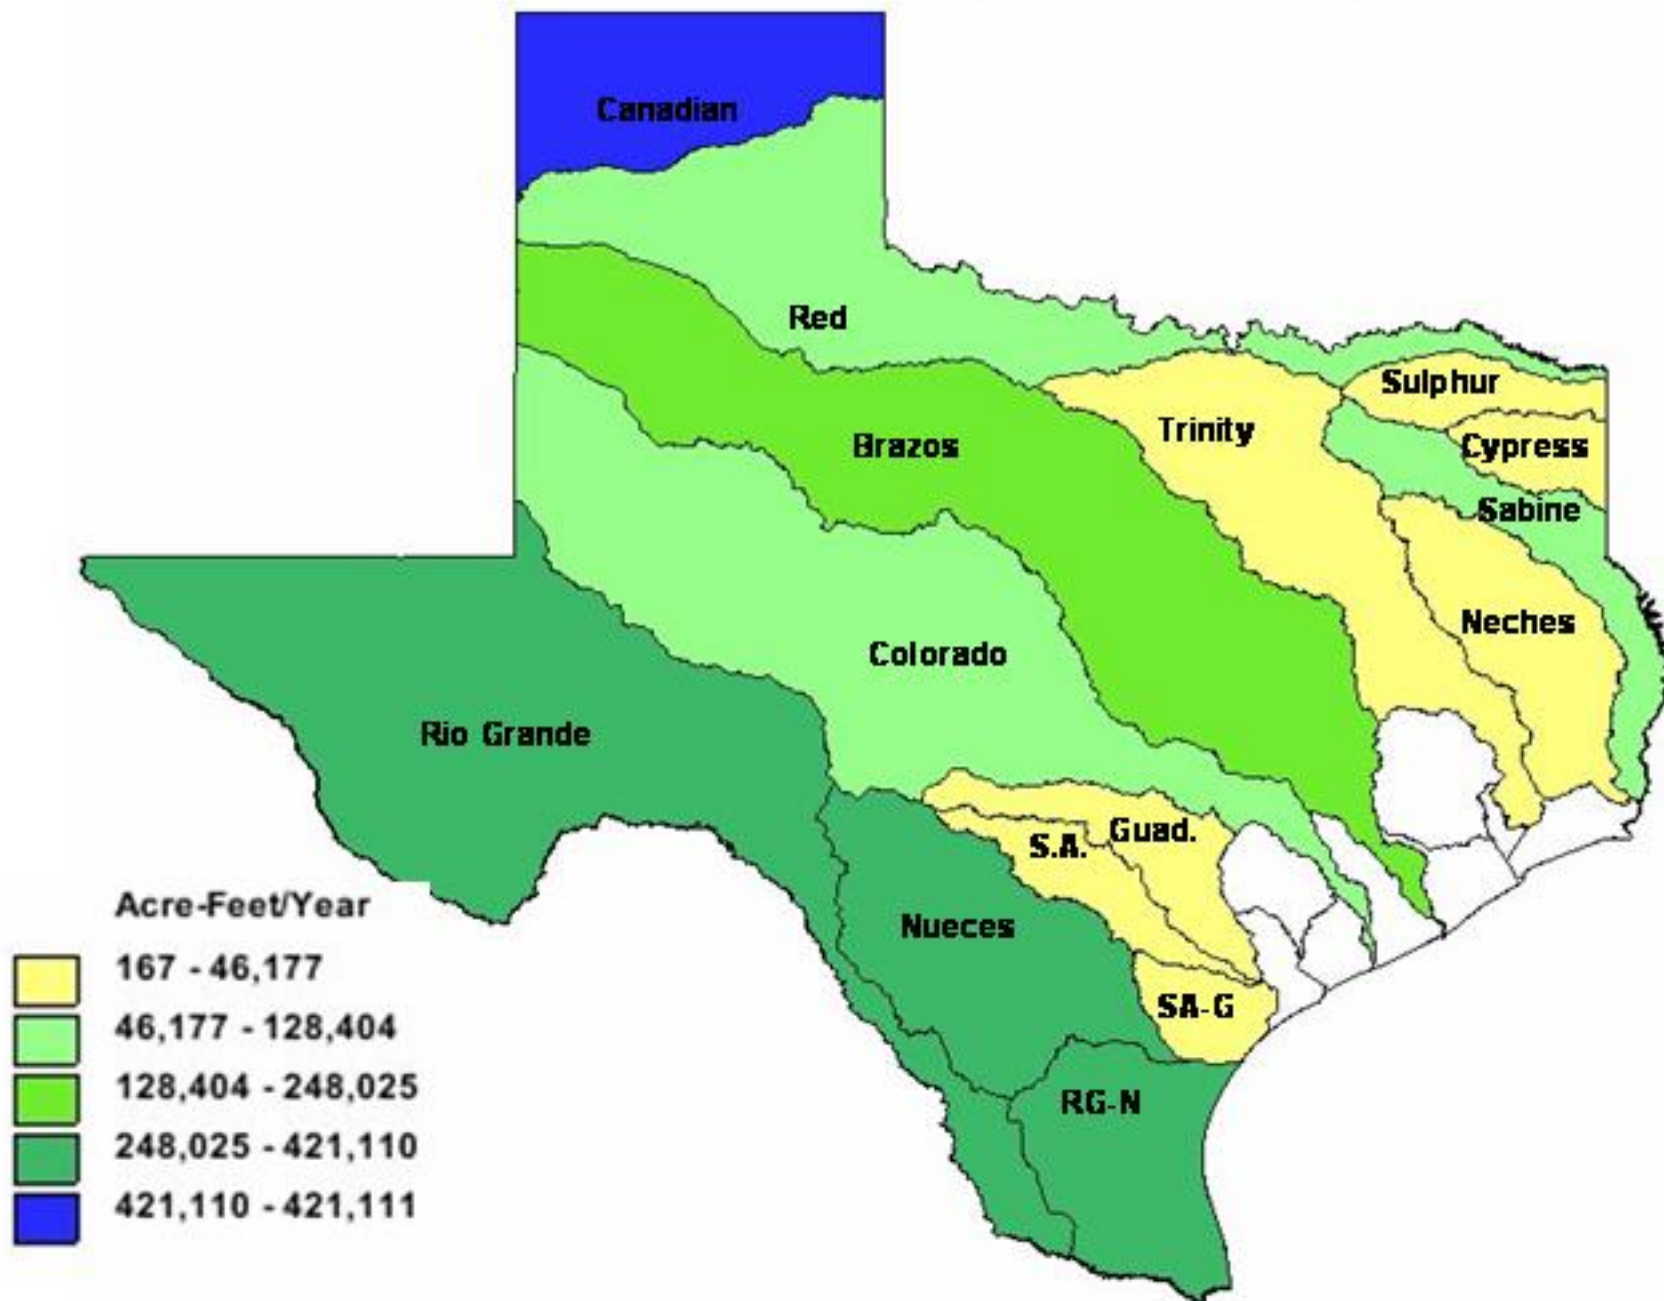 Canadian
Red
Sulphur
Trinity
Brazos
Cypress
Sabine
Neches
Colorado
Rio Grande
Guad.
S.A.
Nueces
SA-G
RG-N
Acre-Feet/Year
167 - 46,177
46,177 - 128,404
128,404 - 248,025
248,025 - 421,110
421,110 - 421,111